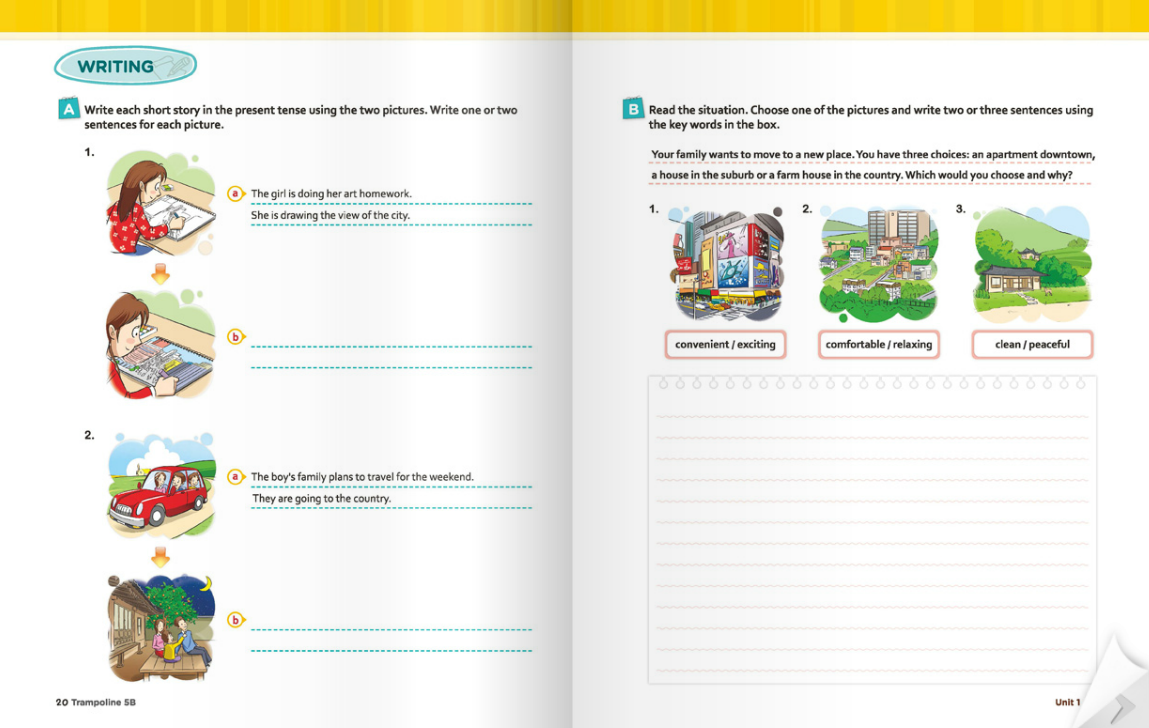 WRITING
A Write each short story in the present tense using the two pictures. Write one or two
sentences for each picture.
1.
a The girl is doing her art homework.
She is drawing the view of the city.
b
2.
a The boy's family plans to travel for the weekend.
They are going to the country.
b
20 Trampoline 5B
B Read the situation. Choose one of the pictures and write two or three sentences using
the key words in the box.
Your family wants to move to a new place. You have three choices: an apartment downtown,
a house in the suburb or a farm house in the country. Which would you choose and why?
1. 2. 3.
convenient / exciting comfortable / relaxing clean / peaceful
Unit 1